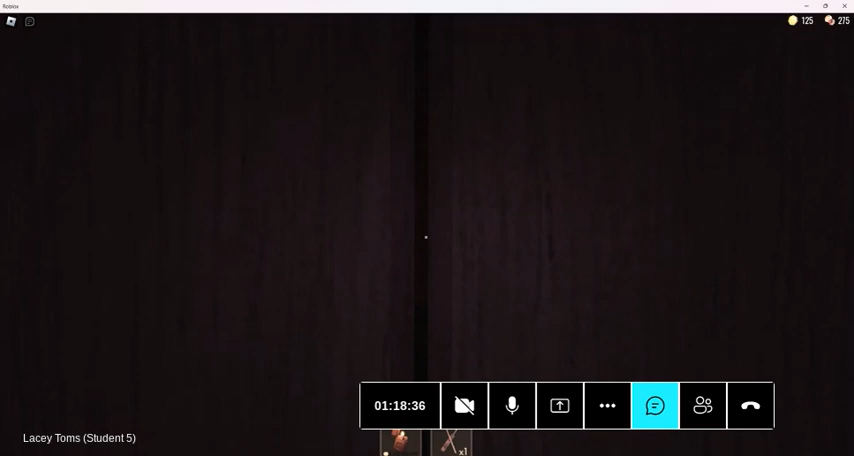 Roblox
125 275
01:18:36
Lacey Toms (Student 5)
x1